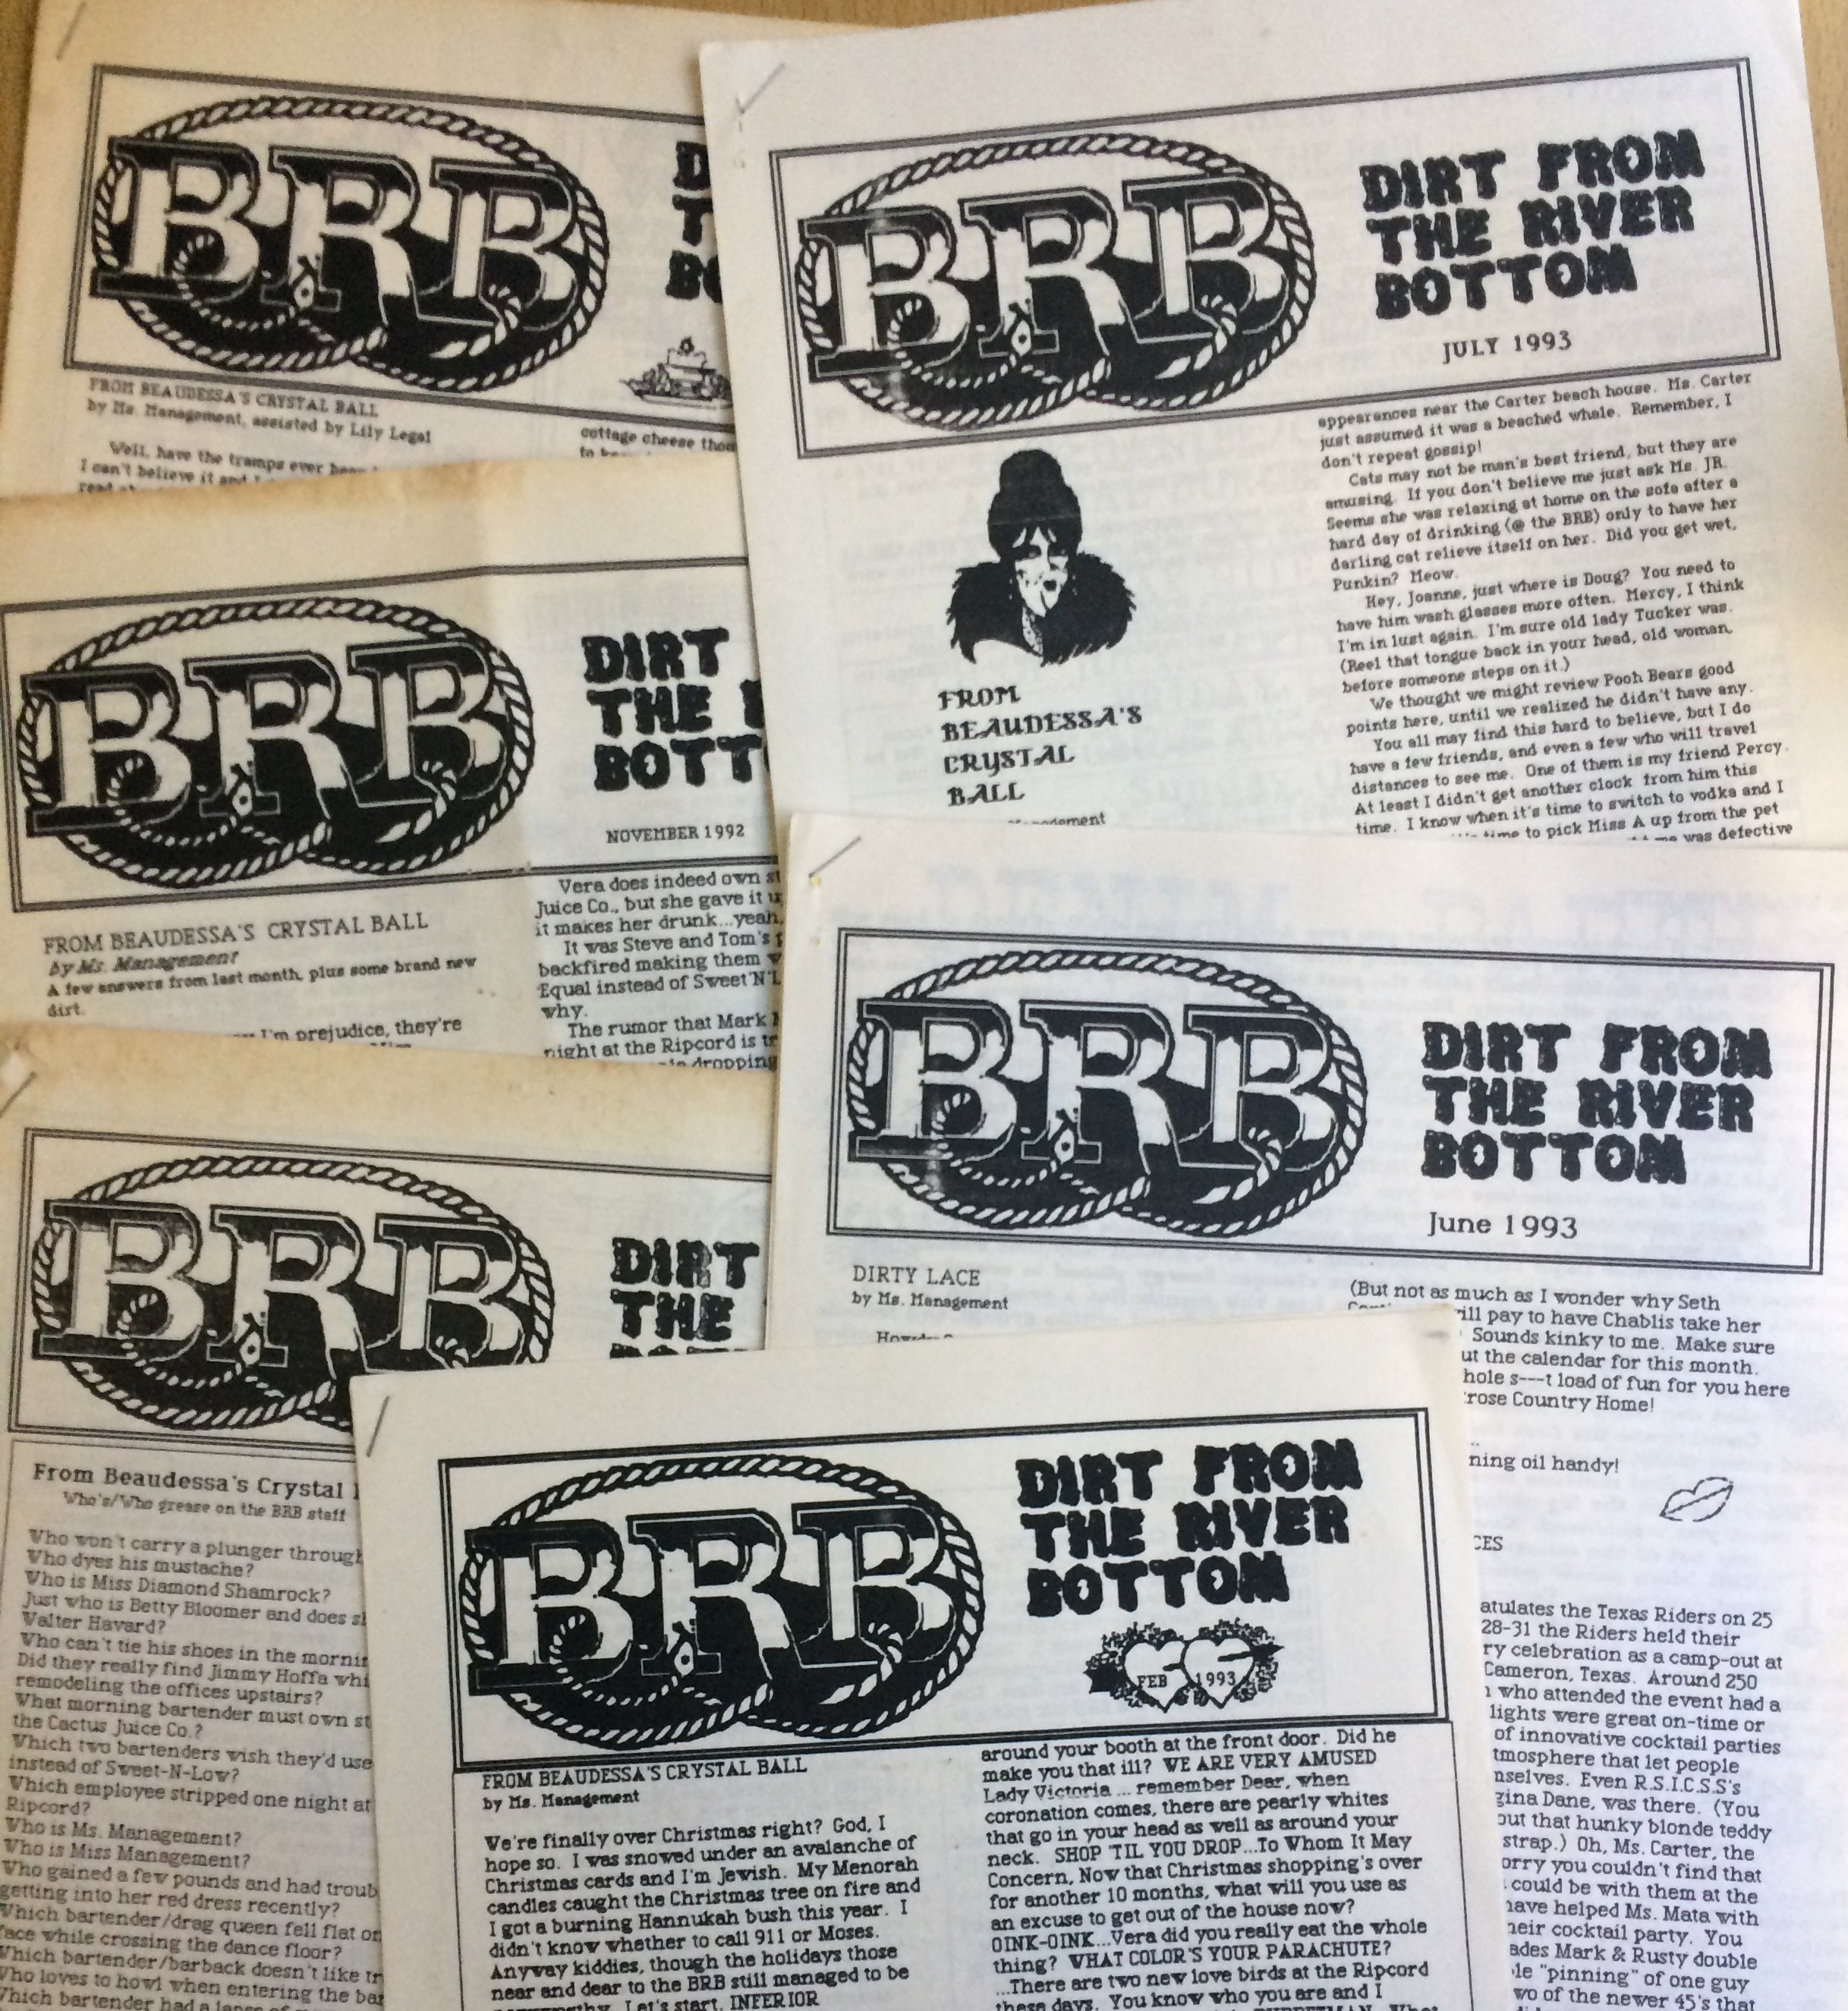 BRB
D
T
BO
FROM BEAUDESSA'S CRYSTAL BALL
by Ms. Management, assisted by Lily Legal
Well, have the tramps ever
I can't believe it and
cottage cheese
BRB
DIRT FROM
THE RIVER
BOTTOM
JULY 1993
FROM
BEAUDESSA'S
CRYSTAL
BALL
appearances near the Carter beach house. Ms. Carter
just assumed it was a beached whale. Remember, I
don't repeat gossip!
Cats may not be man's best friend, but they are
amusing. If you don't believe me just ask Ms. JR.
Seems she was relaxing at home on the sofa after a
hard day of drinking (@ the BRB) only to have her
darling cat relieve itself on her. Did you get wet,
Punkin? Meow.
Hey, Joanne, just where is Doug? You need to
have him wash glasses more often. Mercy, I think
I'm in lust again. I'm sure old lady Tucker was.
(Reel that tongue back in your head, old woman,
before someone steps on it.)
We thought we might review Pooh Bears good
points here, until we realized he didn't have any.
You all may find this hard to believe, but I do
have a few friends, and even a few who will travel
distances to see me. One of them is my friend Percy.
At least I didn't get another clock from him this
time. I know when it's time to switch to vodka and I
time to pick Miss A up from the pet
was defective
BRB
DIRT
THE
BOTT
NOVEMBER 1992
FROM BEAUDESSA'S CRYSTAL BALL
by Ms. Management
A few answers from last month, plus some brand new
dirt.
I'm prejudice, they're
Vera does indeed own st
Juice Co., but she gave it u
it makes her drunk...yeah,
It was Steve and Tom's
backfired making them w
Equal instead of Sweet'N'L
why.
The rumor that Mark
night at the Ripcord is tr
dropping
BRB
DIRT FROM
THE RIVER
BOTTOM
June 1993
DIRTY LACE
by Ms. Management
(But not as much as I wonder why Seth
ill pay to have Chablis take her
Sounds kinky to me. Make sure
ut the calendar for this month.
hole s---t load of fun for you here
rose Country Home!
ning oil handy!
CES
atulates the Texas Riders on 25
28-31 the Riders held their
ry celebration as a camp-out at
Cameron, Texas. Around 250
who attended the event had a
lights were great on-time or
of innovative cocktail parties
tmosphere that let people
nselves. Even R.S.I.C.S.S's
gina Dane, was there. (You
out that hunky blonde teddy
strap.) Oh, Ms. Carter, the
orry you couldn't find that
could be with them at the
have helped Ms. Mata with
heir cocktail party. You
ades Mark & Rusty double
le "pinning" of one guy
wo of the newer 45's that
BRB
DIRT
THE
From Beaudessa's Crystal
Who's/Who grease on the BRB staff
Who won't carry a plunger through
Who dyes his mustache?
Who is Miss Diamond Shamrock?
Just who is Betty Bloomer and does s
Walter Havard?
Who can't tie his shoes in the mornin
Did they really find Jimmy Hoffa whi
remodeling the offices upstairs?
What morning bartender must own st
the Cactus Juice Co.?
Which two bartenders wish they'd use
instead of Sweet-N-Low?
Which employee stripped one night at
Ripcord?
Who is Ms. Management?
Who is Miss Management?
Who gained a few pounds and had troub
getting into her red dress recently?
Which bartender/drag queen fell flat on
face while crossing the dance floor?
Which bartender/barback doesn't like
Who loves to howl when entering the bar
Which bartender had a
BRB
DIRT FROM
THE RIVER
BOTTOM
FEB 1993
FROM BEAUDESSA'S CRYSTAL BALL
by Ms. Management
We're finally over Christmas right? God, I
hope so. I was snowed under an avalanche of
Christmas cards and I'm Jewish. My Menorah
candles caught the Christmas tree on fire and
I got a burning Hannukah bush this year. I
didn't know whether to call 911 or Moses.
Anyway kiddies, though the holidays those
near and dear to the BRB still managed to be
Let's start. INFERIOR
around your booth at the front door. Did he
make you that ill? WE ARE VERY AMUSED
Lady Victoria ... remember Dear, when
coronation comes, there are pearly whites
that go in your head as well as around your
neck. SHOP 'TIL YOU DROP...To Whom It May
Concern, Now that Christmas shopping's over
for another 10 months, what will you use as
an excuse to get out of the house now?
OINK-OINK...Vera did you really eat the whole
thing? WHAT COLOR'S YOUR PARACHUTE?
...There are two new love birds at the Ripcord
these days. You know who you are and I